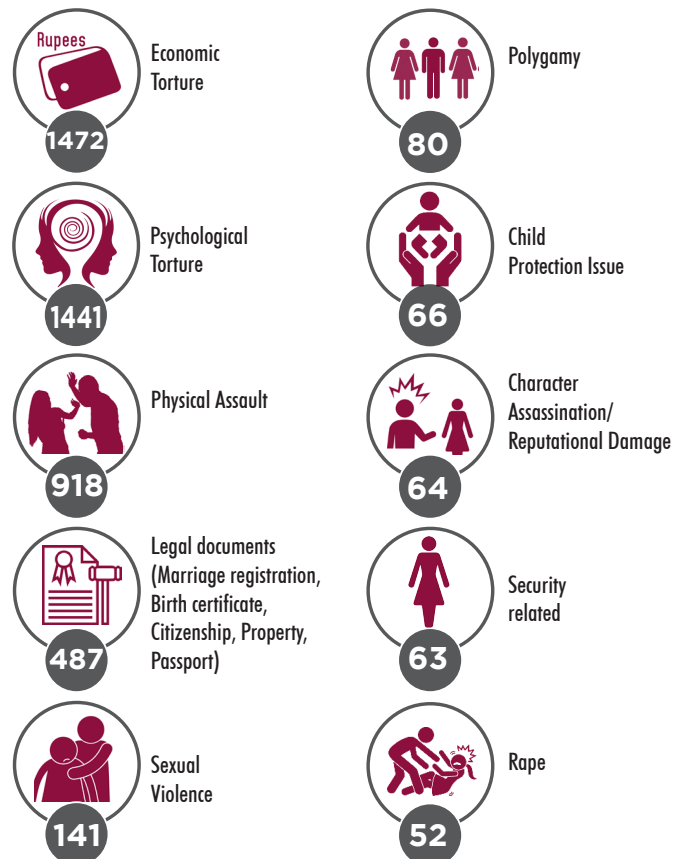 Rupees
Economic
Torture
1472
Psychological
Torture
1441
Physical Assault
918
Legal documents
(Marriage registration,
Birth certificate,
Citizenship, Property,
Passport)
487
Sexual
Violence
141
Polygamy
80
Child
Protection Issue
66
Character
Assassination/
Reputational Damage
64
Security
related
63
Rape
52